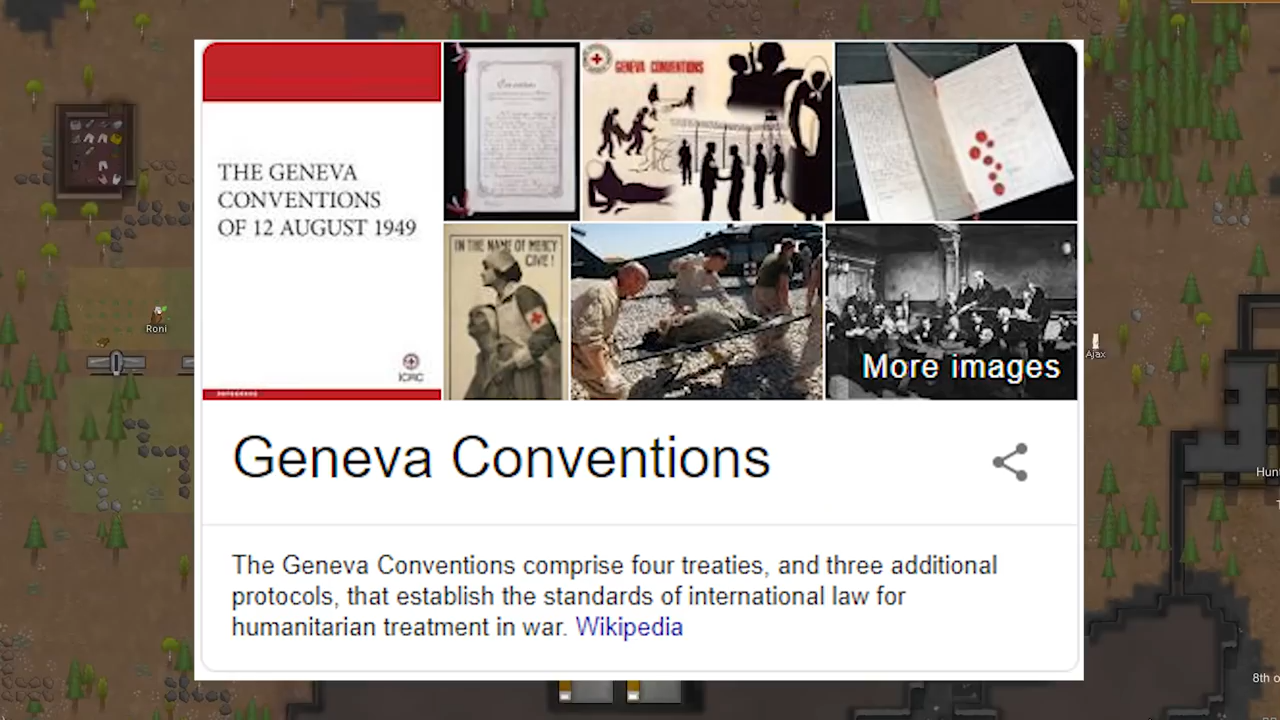 THE GENEVA
CONVENTIONS
OF 12 AUGUST 1949
ICRC
GENEVA CONVENTIONS
IN THE NAME OF MERCY
GIVE!
More images
Roni
Ajax
Geneva Conventions
The Geneva Conventions comprise four treaties, and three additional
protocols, that establish the standards of international law for
humanitarian treatment in war. Wikipedia
Hun
8th o